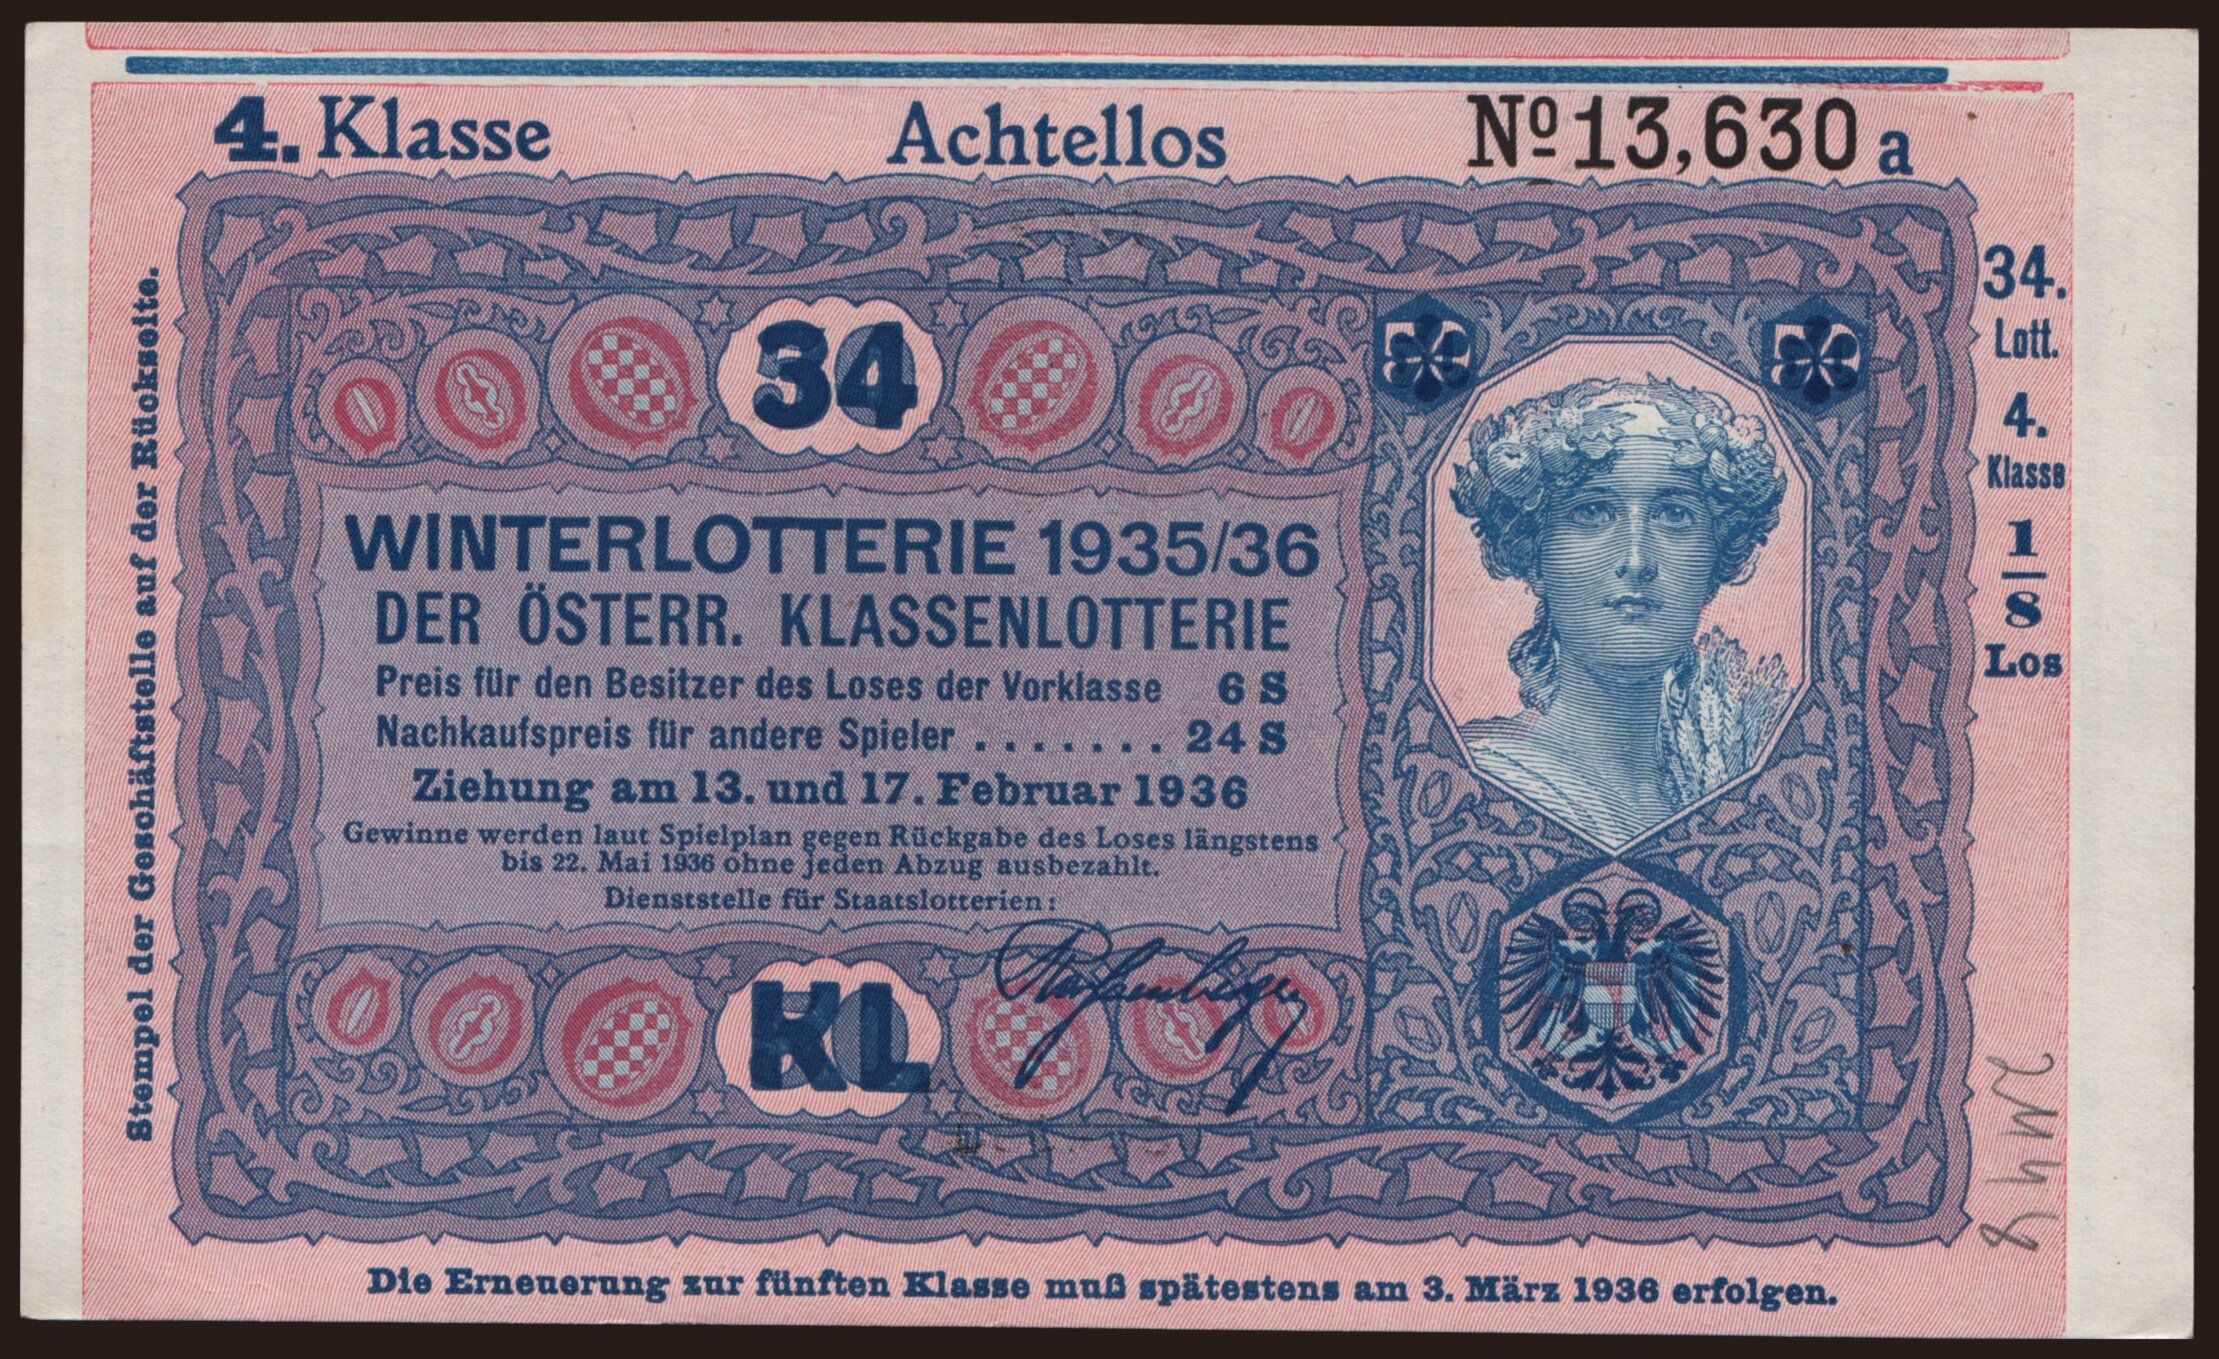 4. Klasse Achtellos Nº 13,630 a
34
WINTERLOTTERIE 1935/36
DER ÖSTERR. KLASSENLOTTERIE
Preis für den Besitzer des Loses der Vorklasse 6 S
Nachkaufspreis für andere Spieler . . . . . . . 24 S
Ziehung am 13. und 17. Februar 1936
Gewinne werden laut Spielplan gegen Rückgabe des Loses längstens
bis 22. Mai 1936 ohne jeden Abzug ausbezahlt.
Dienststelle für Staatslotterien:
KL
34.
Lott.
4.
Klasse
1/8
Los
Stempel der Geschäftstelle auf der Rückseite.
Die Erneuerung zur fünften Klasse muß spätestens am 3. März 1936 erfolgen.